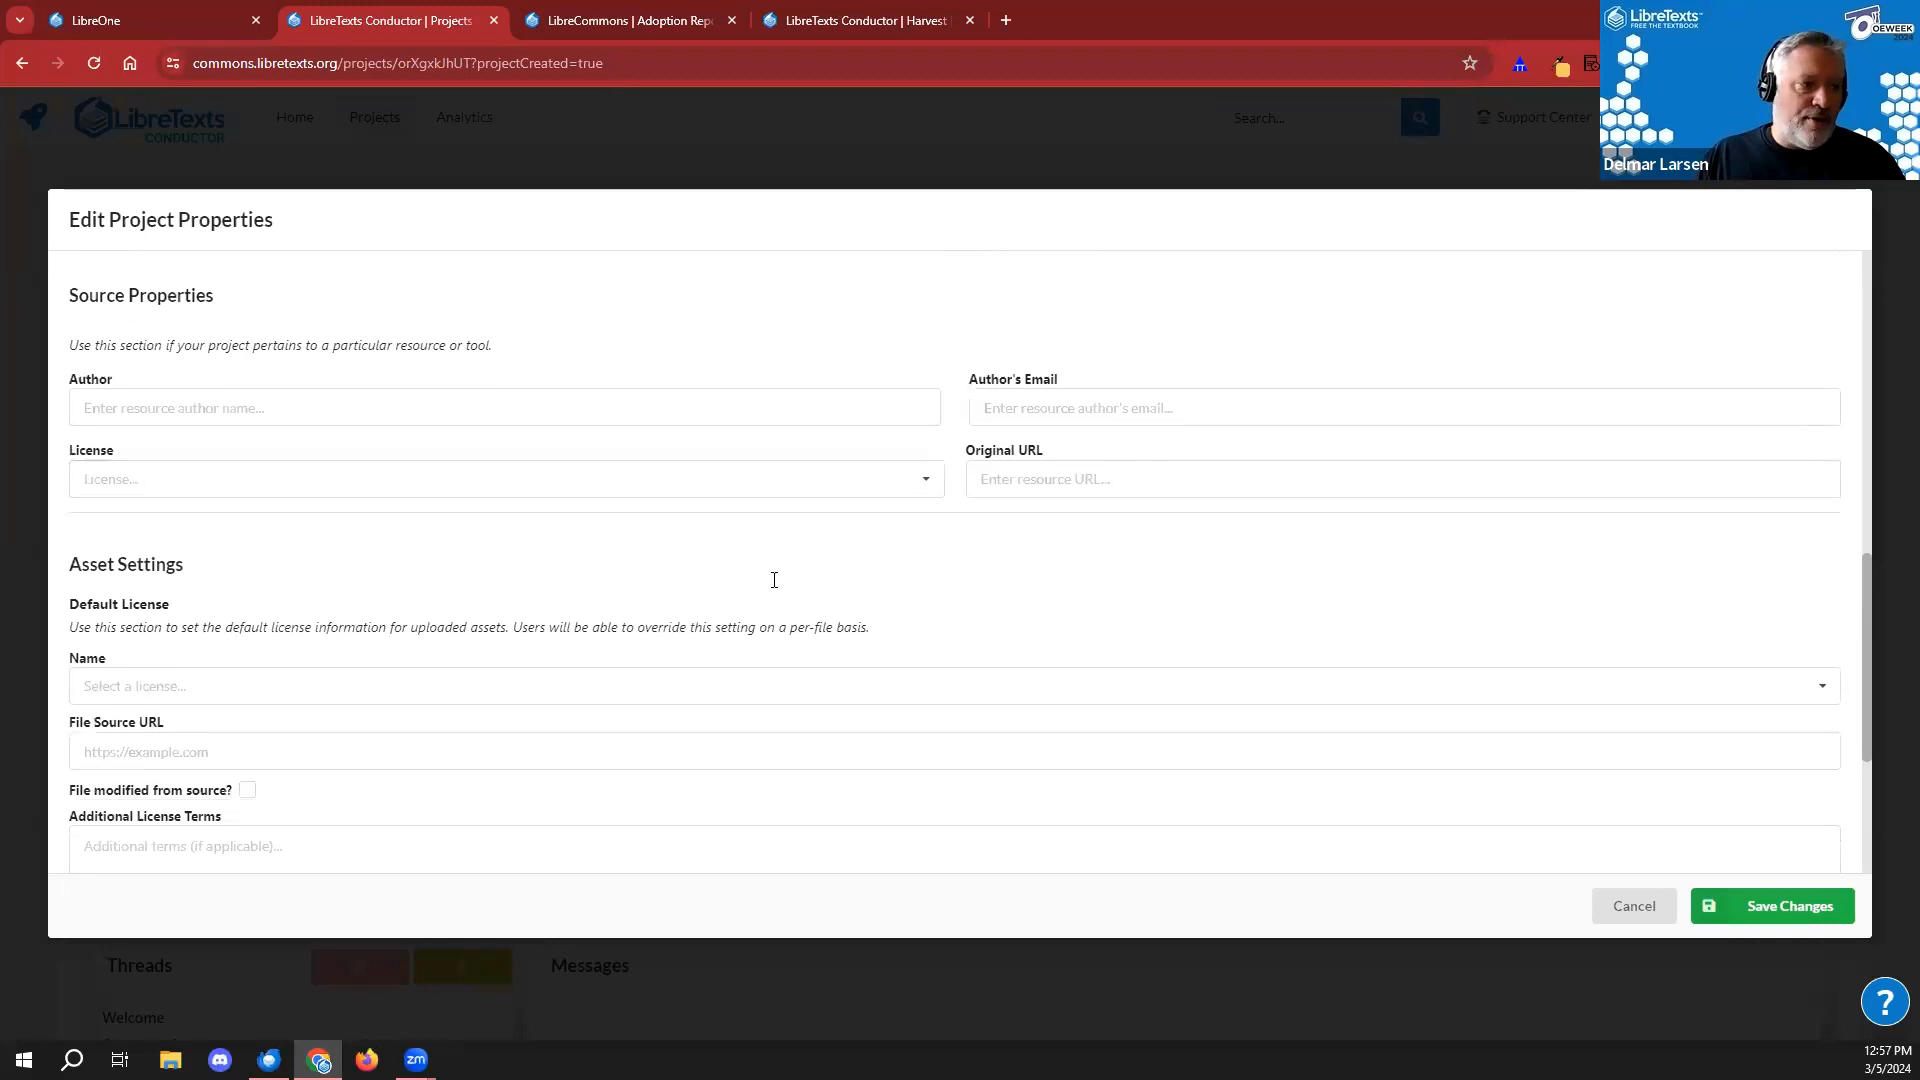 LibreOne
LibreTexts Conductor | Projects
LibreCommons | Adoption Repo
LibreTexts Conductor | Harvest
commons.libretexts.org/projects/orXgxkJhUT?projectCreated=true
LibreTexts
FREE THE TEXTBOOK
OEWEEK
2024
Delmar Larsen
LibreTexts
CONDUCTOR
Home
Projects
Analytics
Search...
Support Center
Edit Project Properties
Source Properties
Use this section if your project pertains to a particular resource or tool.
Author
Author's Email
Enter resource author name...
Enter resource author's email...
License
Original URL
License...
Enter resource URL...
Asset Settings
Default License
Use this section to set the default license information for uploaded assets. Users will be able to override this setting on a per-file basis.
Name
Select a license...
File Source URL
https://example.com
File modified from source?
Additional License Terms
Additional terms (if applicable)...
Cancel
Save Changes
Threads
Messages
Welcome
?
zm
12:57 PM
3/5/2024